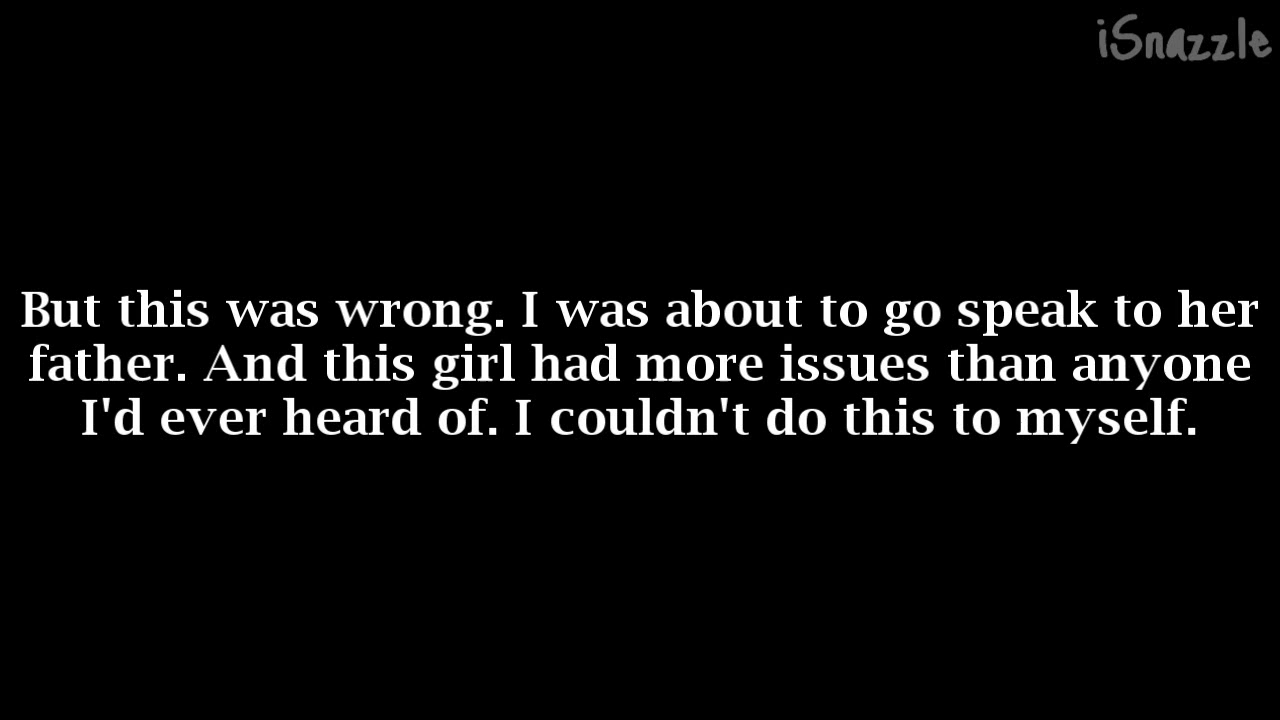 iSnazzle
But this was wrong. I was about to go speak to her
father. And this girl had more issues than anyone
I'd ever heard of. I couldn't do this to myself.